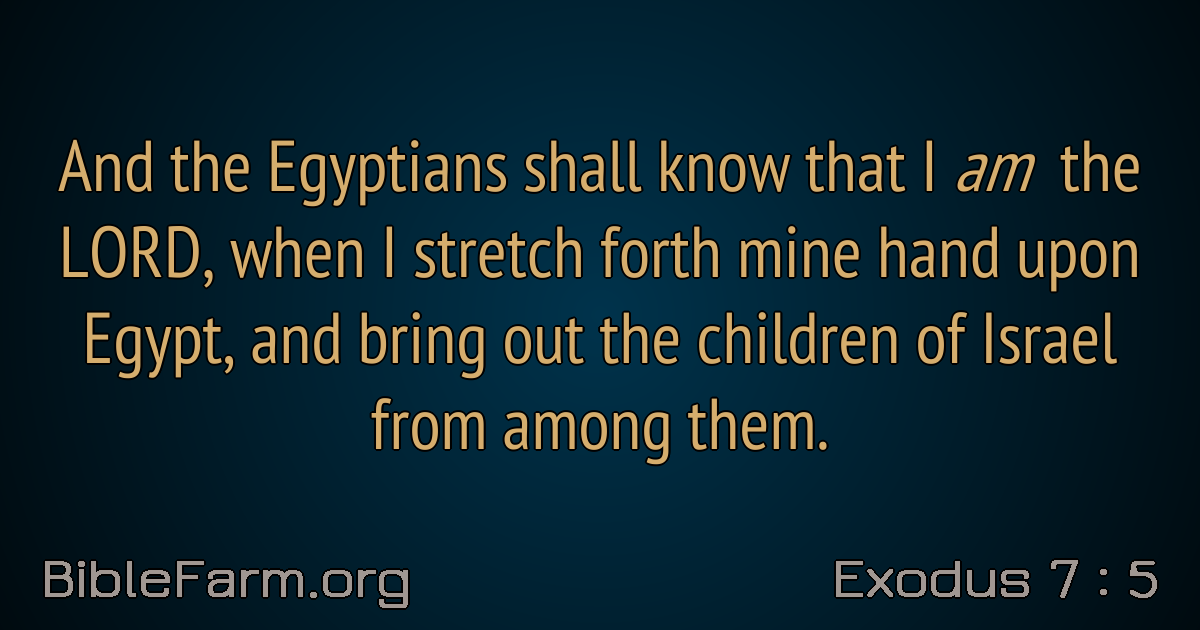 And the Egyptians shall know that I am the
LORD, when I stretch forth mine hand upon
Egypt, and bring out the children of Israel
from among them.
BibleFarm.org
Exodus 7 : 5